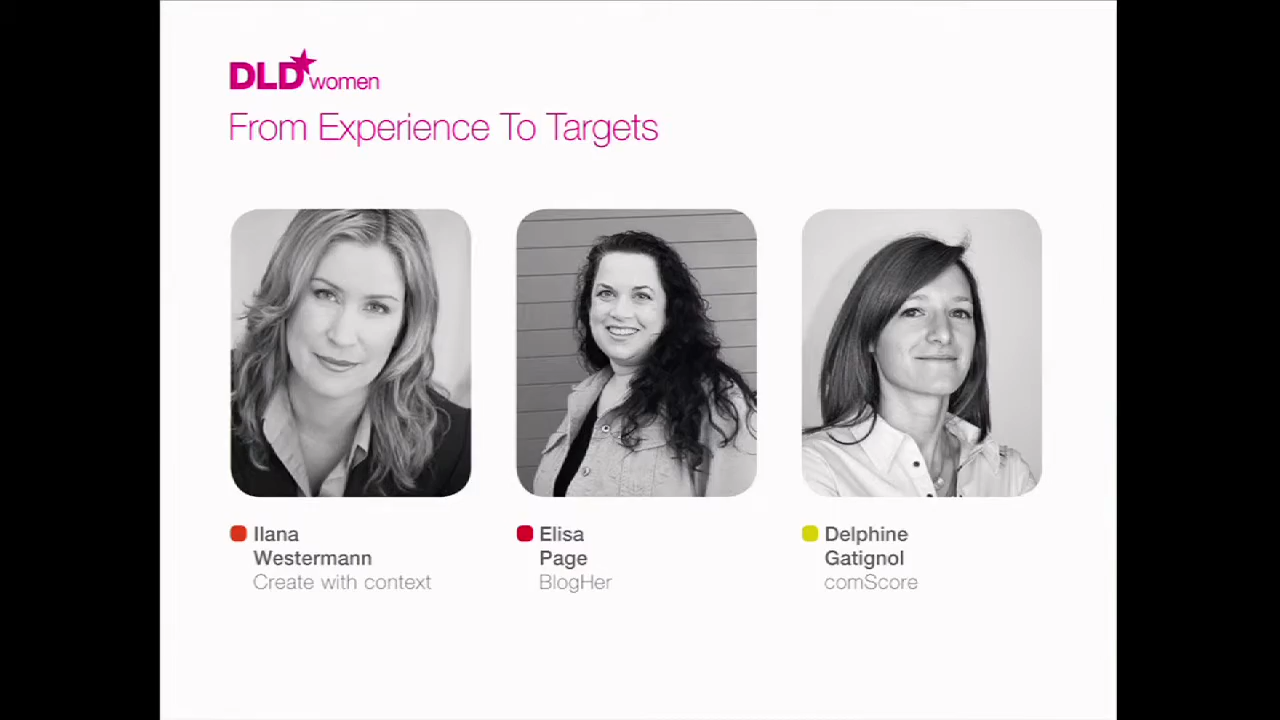 DLD women
From Experience To Targets
Ilana
Westermann
Create with context
Elisa
Page
BlogHer
Delphine
Gatignol
comScore